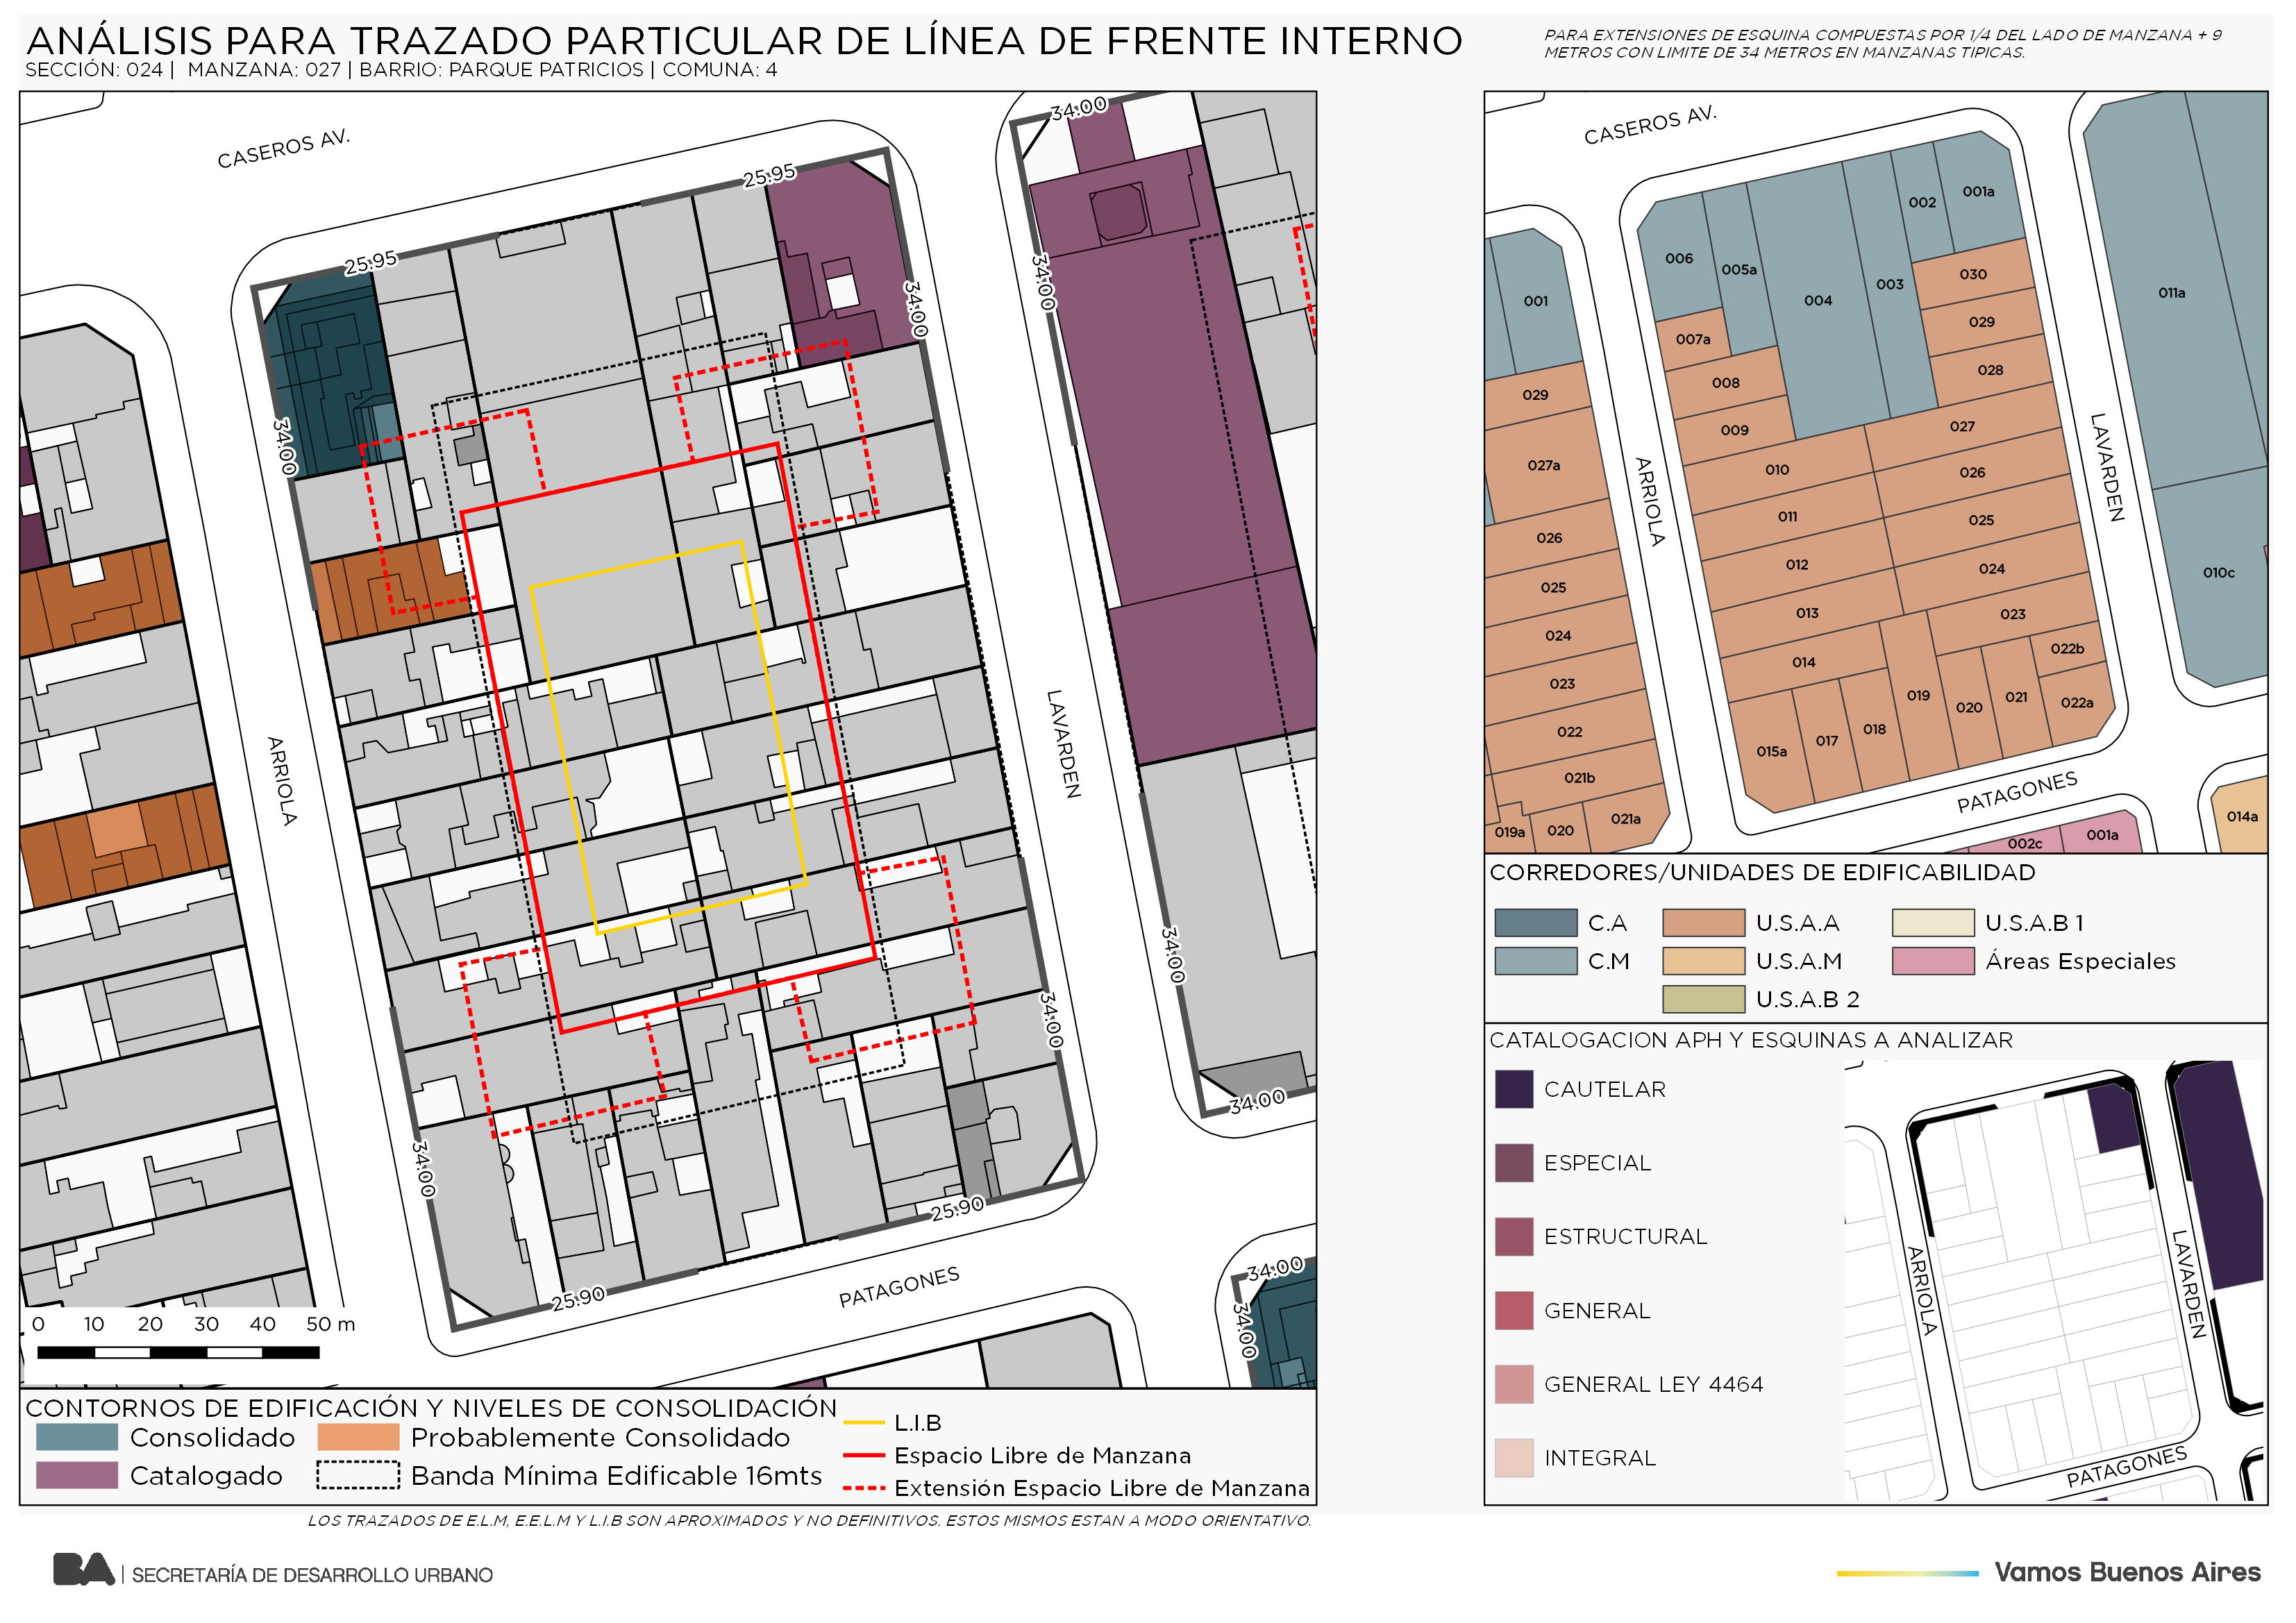 ANÁLISIS PARA TRAZADO PARTICULAR DE LÍNEA DE FRENTE INTERNO
SECCIÓN: 024 | MANZANA: 027 | BARRIO: PARQUE PATRICIOS | COMUNA: 4
PARA EXTENSIONES DE ESQUINA COMPUESTAS POR 1/4 DEL LADO DE MANZANA + 9
METROS CON LIMITE DE 34 METROS EN MANZANAS TIPICAS.
CASEROS AV.
34.00
25.95
25.95
34.00
34.00
34.00
ARRIOLA
LAVARDEN
34.00
34.00
34.00
34.00
25.90
25.90
PATAGONES
34.00
34.00
0 10 20 30 40 50 m
CONTORNOS DE EDIFICACIÓN Y NIVELES DE CONSOLIDACIÓN
Consolidado
Probablemente Consolidado
Catalogado
Banda Mínima Edificable 16mts
L.I.B
Espacio Libre de Manzana
Extensión Espacio Libre de Manzana
LOS TRAZADOS DE E.L.M, E.E.L.M Y L.I.B SON APROXIMADOS Y NO DEFINITIVOS. ESTOS MISMOS ESTAN A MODO ORIENTATIVO.
CASEROS AV.
001a
002
006
005a
003
004
030
029
028
007a
008
009
027
010
026
011
025
012
024
013
023
014
022b
019
020
021
022a
018
017
015a
001
029
027a
026
025
024
023
022
021b
021a
020
019a
011a
010c
ARRIOLA
LAVARDEN
PATAGONES
002c
001a
014a
CORREDORES/UNIDADES DE EDIFICABILIDAD
C.A
U.S.A.A
U.S.A.B 1
C.M
U.S.A.M
Áreas Especiales
U.S.A.B 2
CATALOGACION APH Y ESQUINAS A ANALIZAR
CAUTELAR
ESPECIAL
ESTRUCTURAL
GENERAL
GENERAL LEY 4464
INTEGRAL
ARRIOLA
LAVARDEN
PATAGONES
BA | SECRETARÍA DE DESARROLLO URBANO
Vamos Buenos Aires